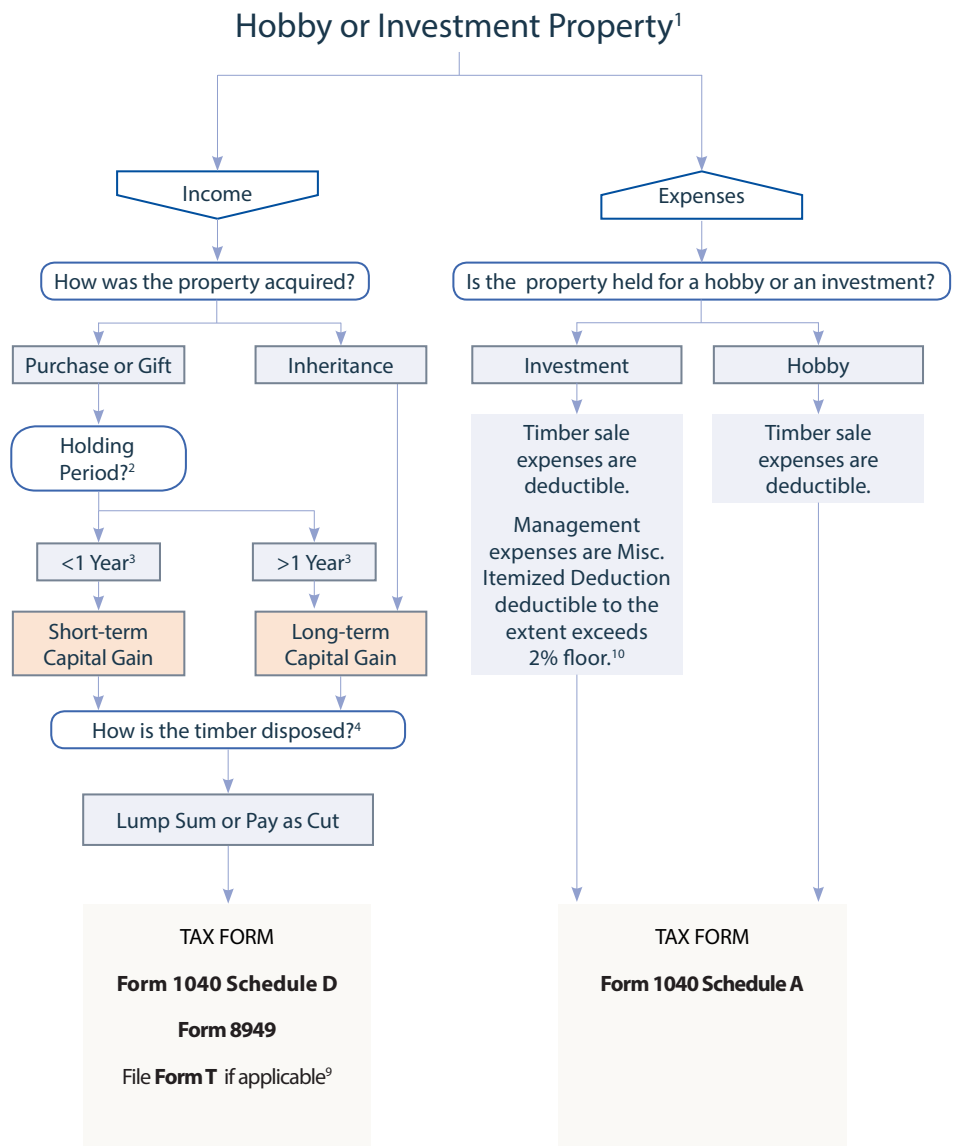 Hobby or Investment Property¹
Income
How was the property acquired?
Purchase or Gift
Inheritance
Holding
Period?²
<1 Year³
>1 Year³
Short-term
Capital Gain
Long-term
Capital Gain
How is the timber disposed?⁴
Lump Sum or Pay as Cut
TAX FORM
Form 1040 Schedule D
Form 8949
File Form T if applicable⁹
Expenses
Is the property held for a hobby or an investment?
Investment
Timber sale
expenses are
deductible.
Management
expenses are Misc.
Itemized Deduction
deductible to the
extent exceeds
2% floor.¹⁰
Hobby
Timber sale
expenses are
deductible.
TAX FORM
Form 1040 Schedule A